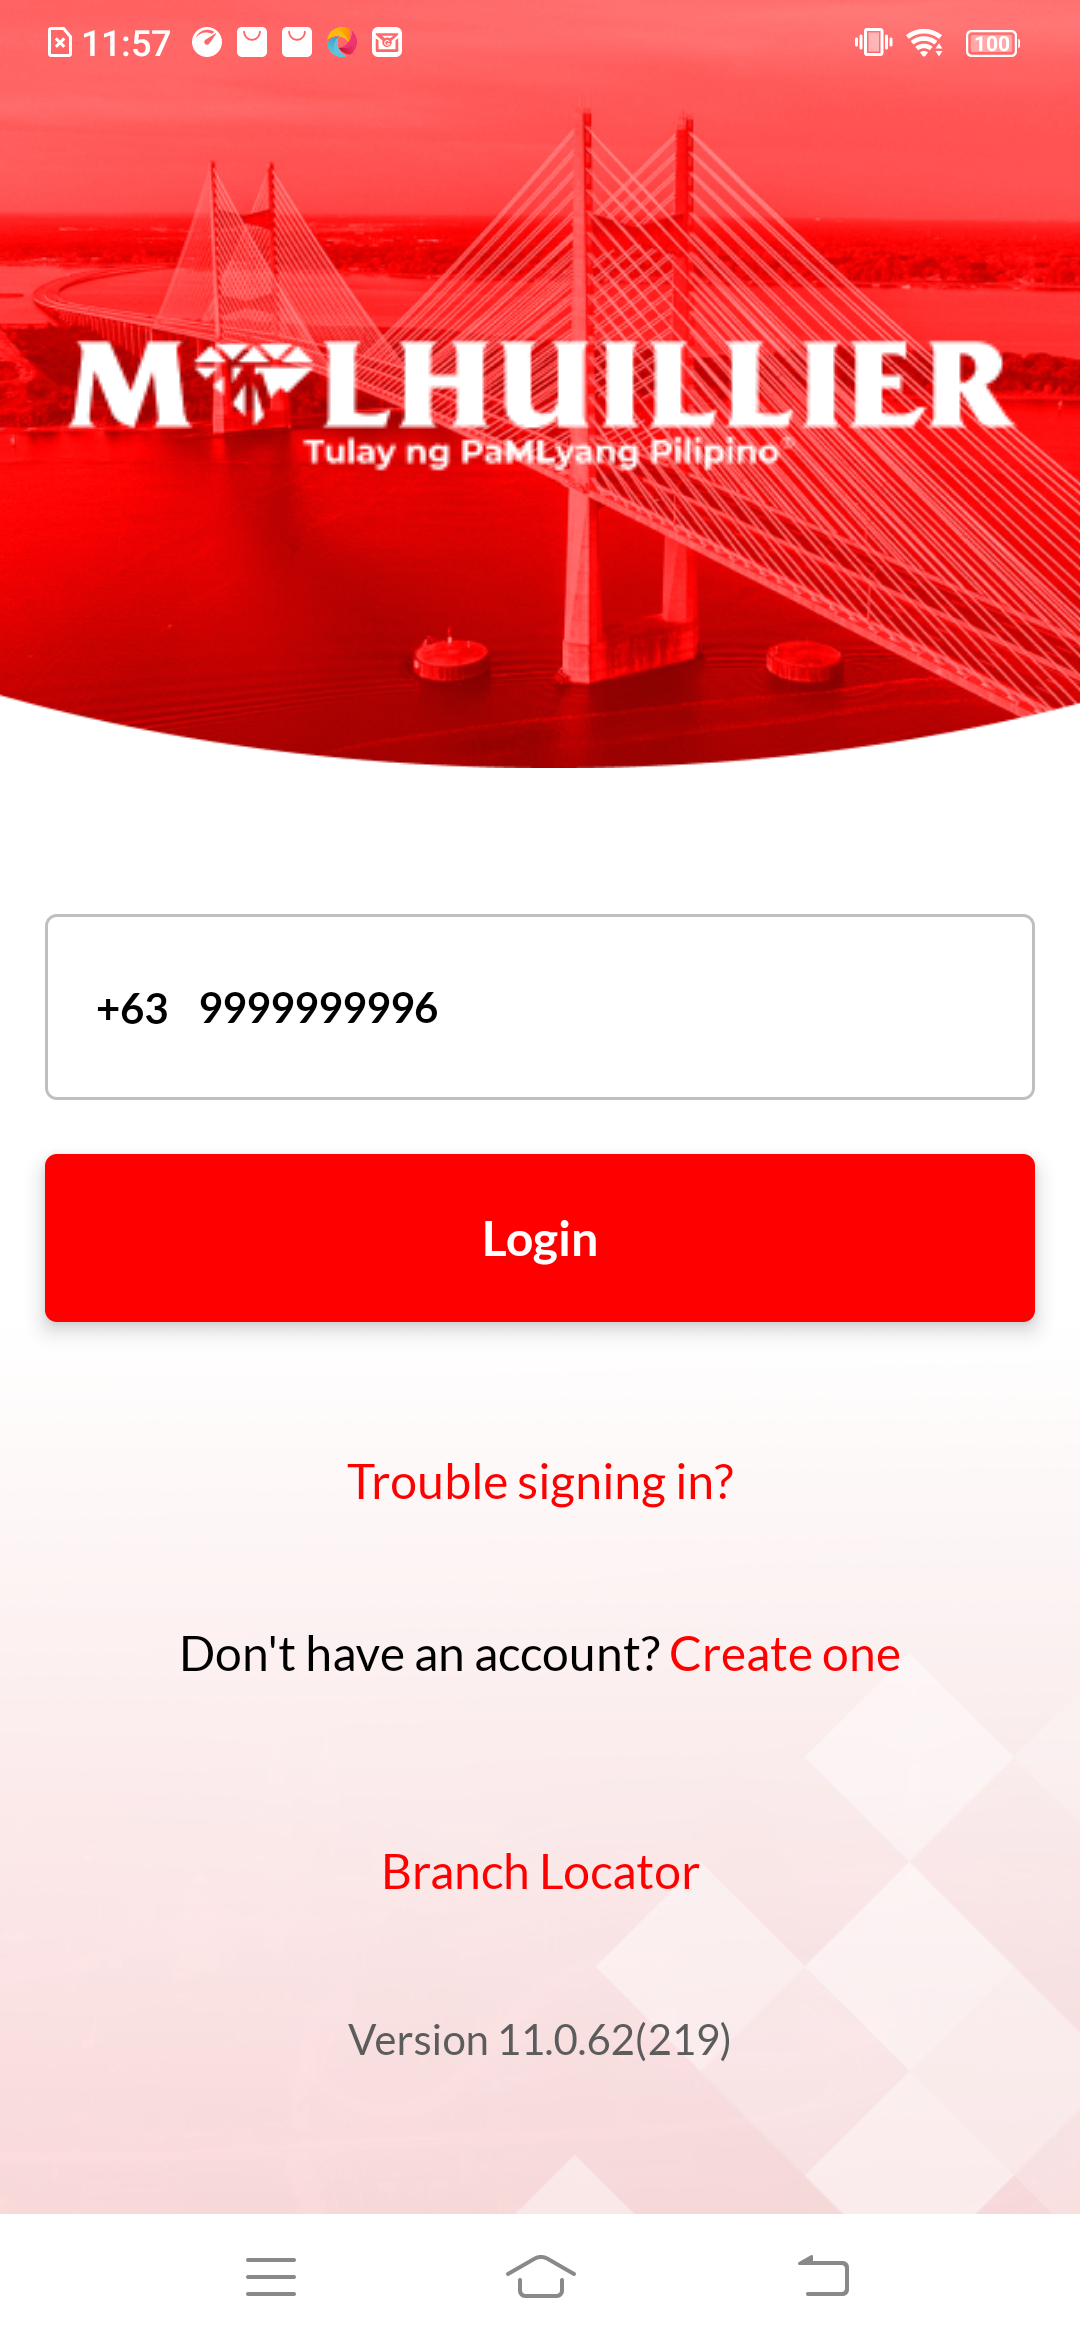 11:57
100
M LHUILLIER
Tulay ng PaMLyang Pilipino
+63 9999999996
Login
Trouble signing in?
Don't have an account? Create one
Branch Locator
Version 11.0.62(219)